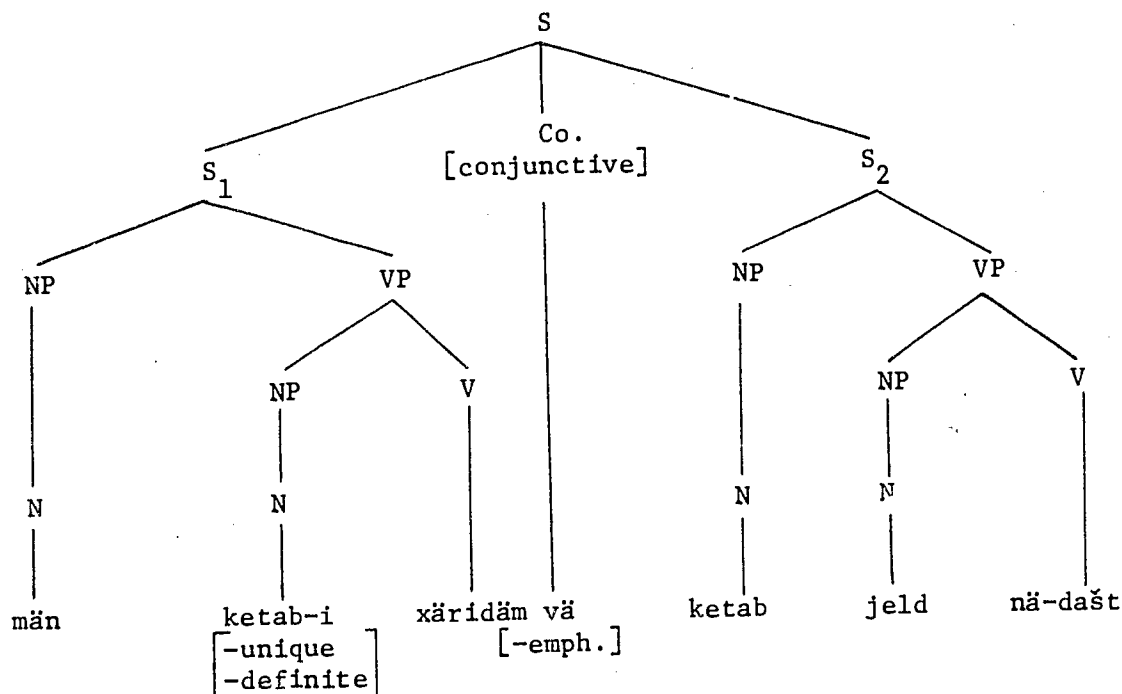 S
Co.
[conjunctive]
S1 S2
NP VP NP VP
NP V NP V
N N N N
män ketab-i xäridäm vä ketab jeld nä-dašt
[-unique [-emph.]
-definite]